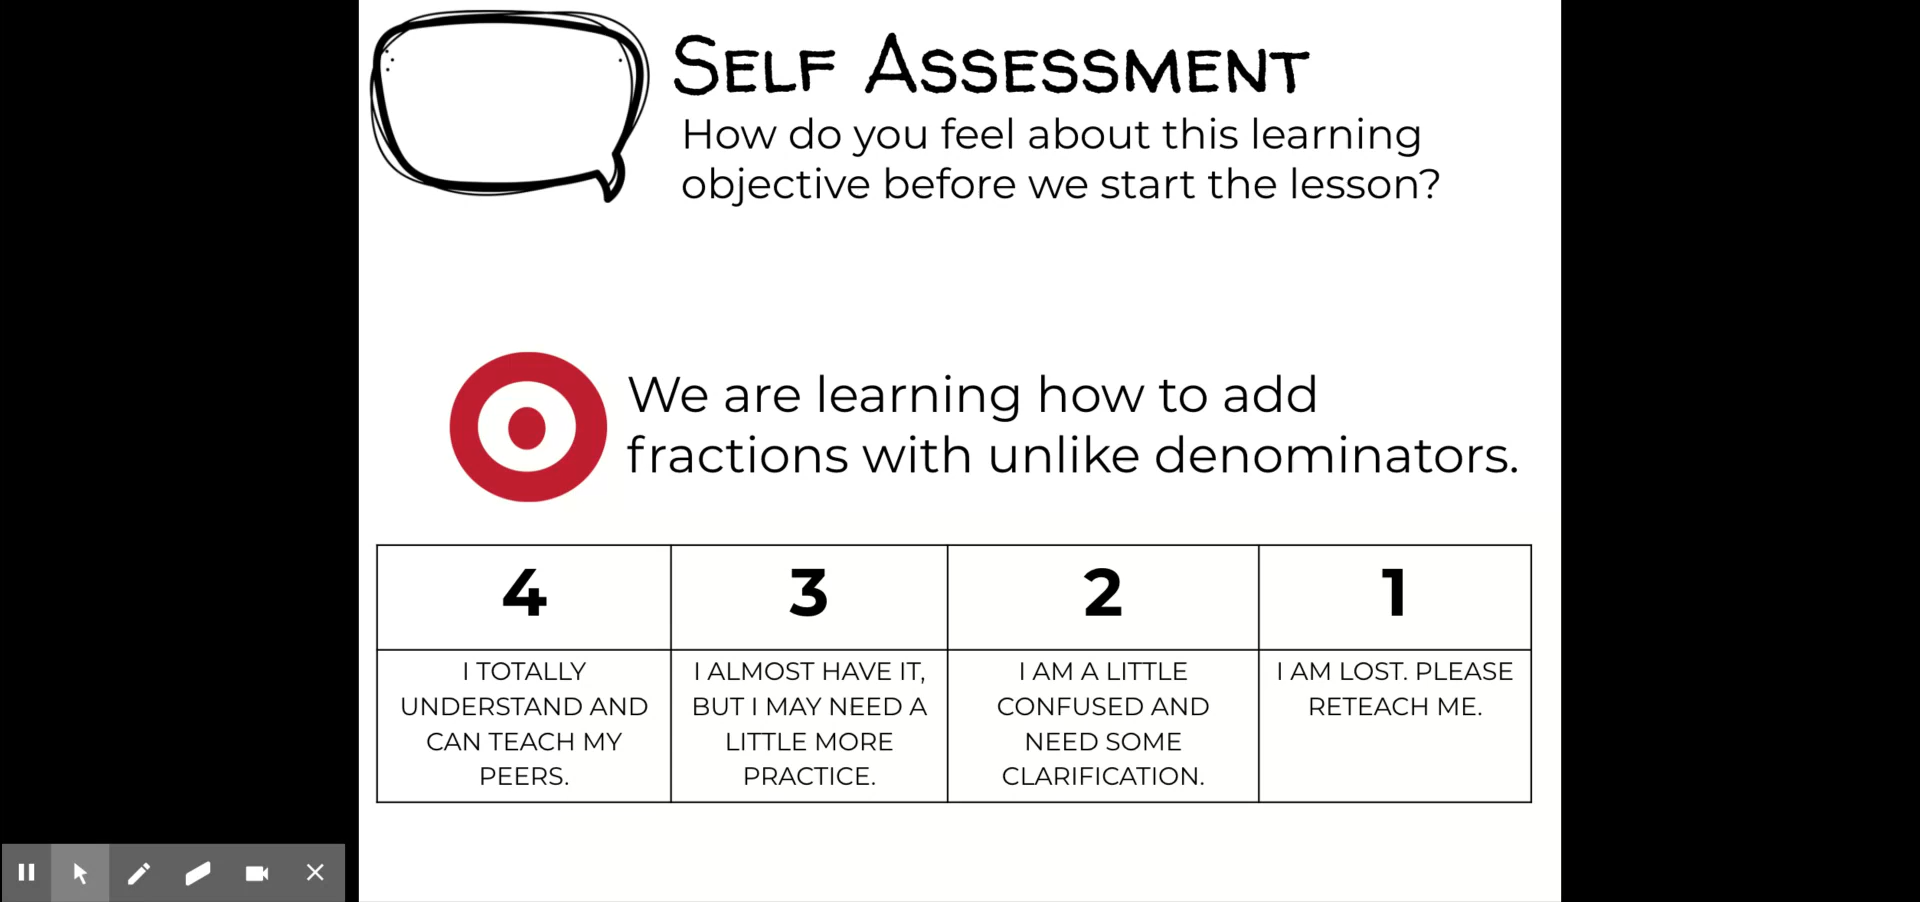 SELF ASSESSMENT
How do you feel about this learning
objective before we start the lesson?
We are learning how to add
fractions with unlike denominators.
4
3
2
1
I TOTALLY
UNDERSTAND AND
CAN TEACH MY
PEERS.
I ALMOST HAVE IT,
BUT I MAY NEED A
LITTLE MORE
PRACTICE.
I AM A LITTLE
CONFUSED AND
NEED SOME
CLARIFICATION.
I AM LOST. PLEASE
RETEACH ME.